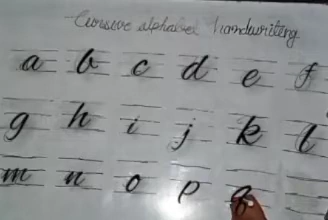 Cursive alphabet handwriting
a b c d e f
g h i j k l
m n o p q